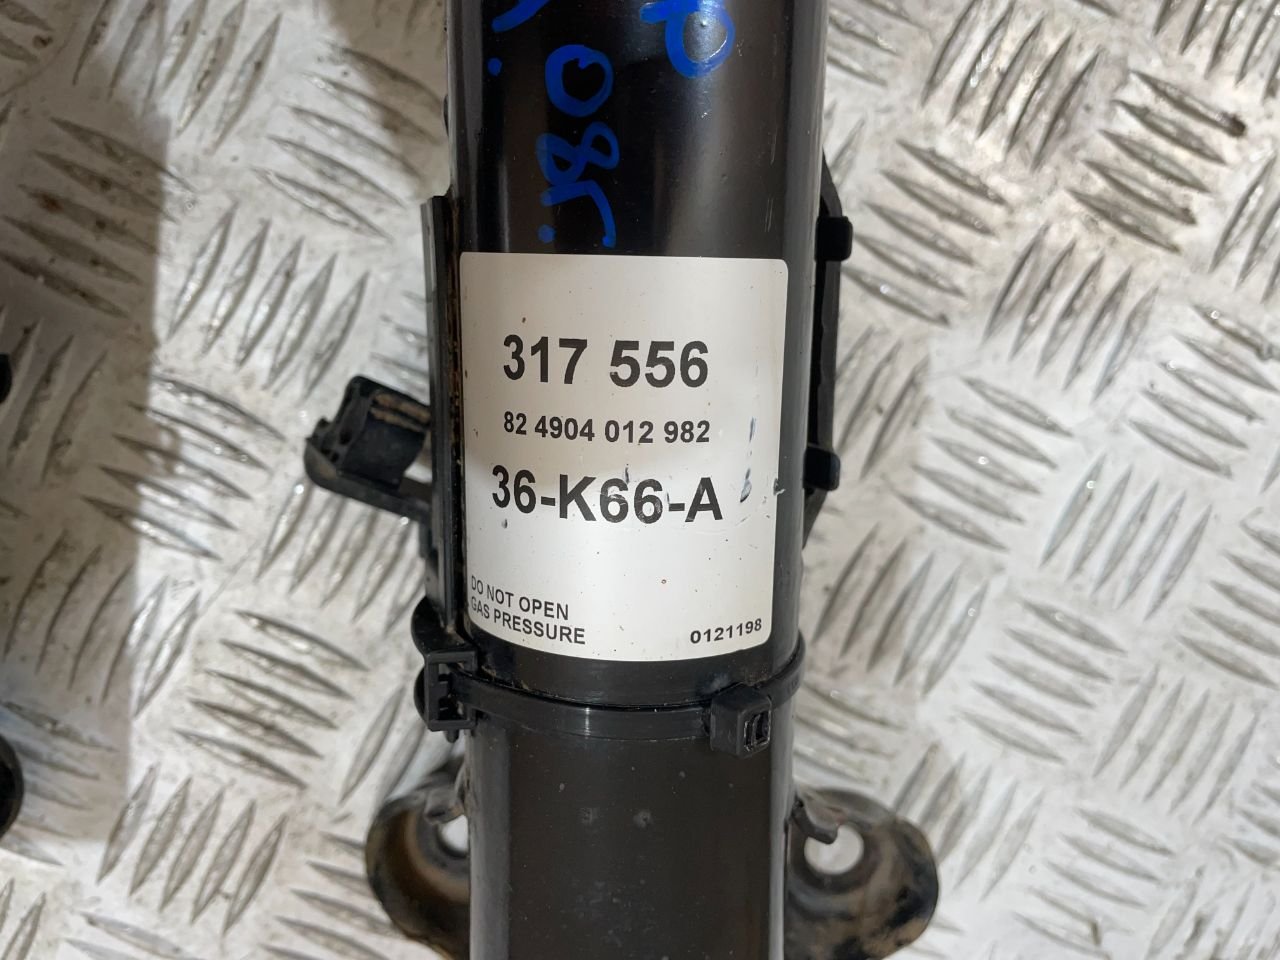 317 556
82 4904 012 982
36-K66-A
DO NOT OPEN
GAS PRESSURE
0121198